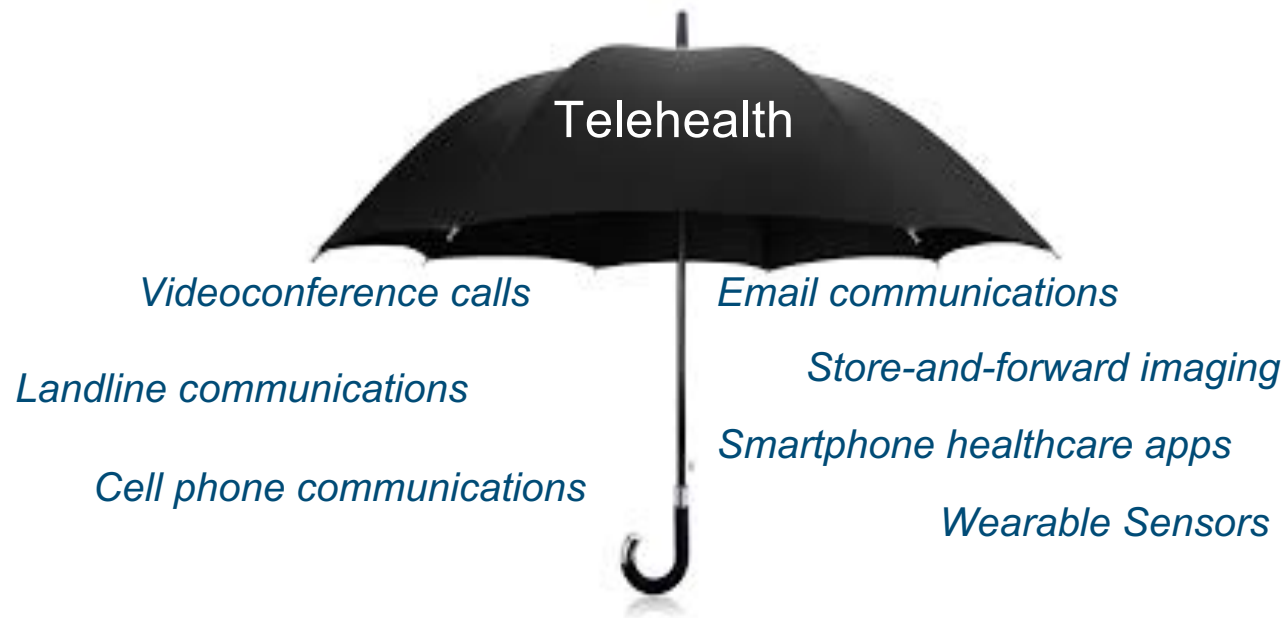 Telehealth
Videoconference calls
Email communications
Landline communications
Store-and-forward imaging
Cell phone communications
Smartphone healthcare apps
Wearable Sensors